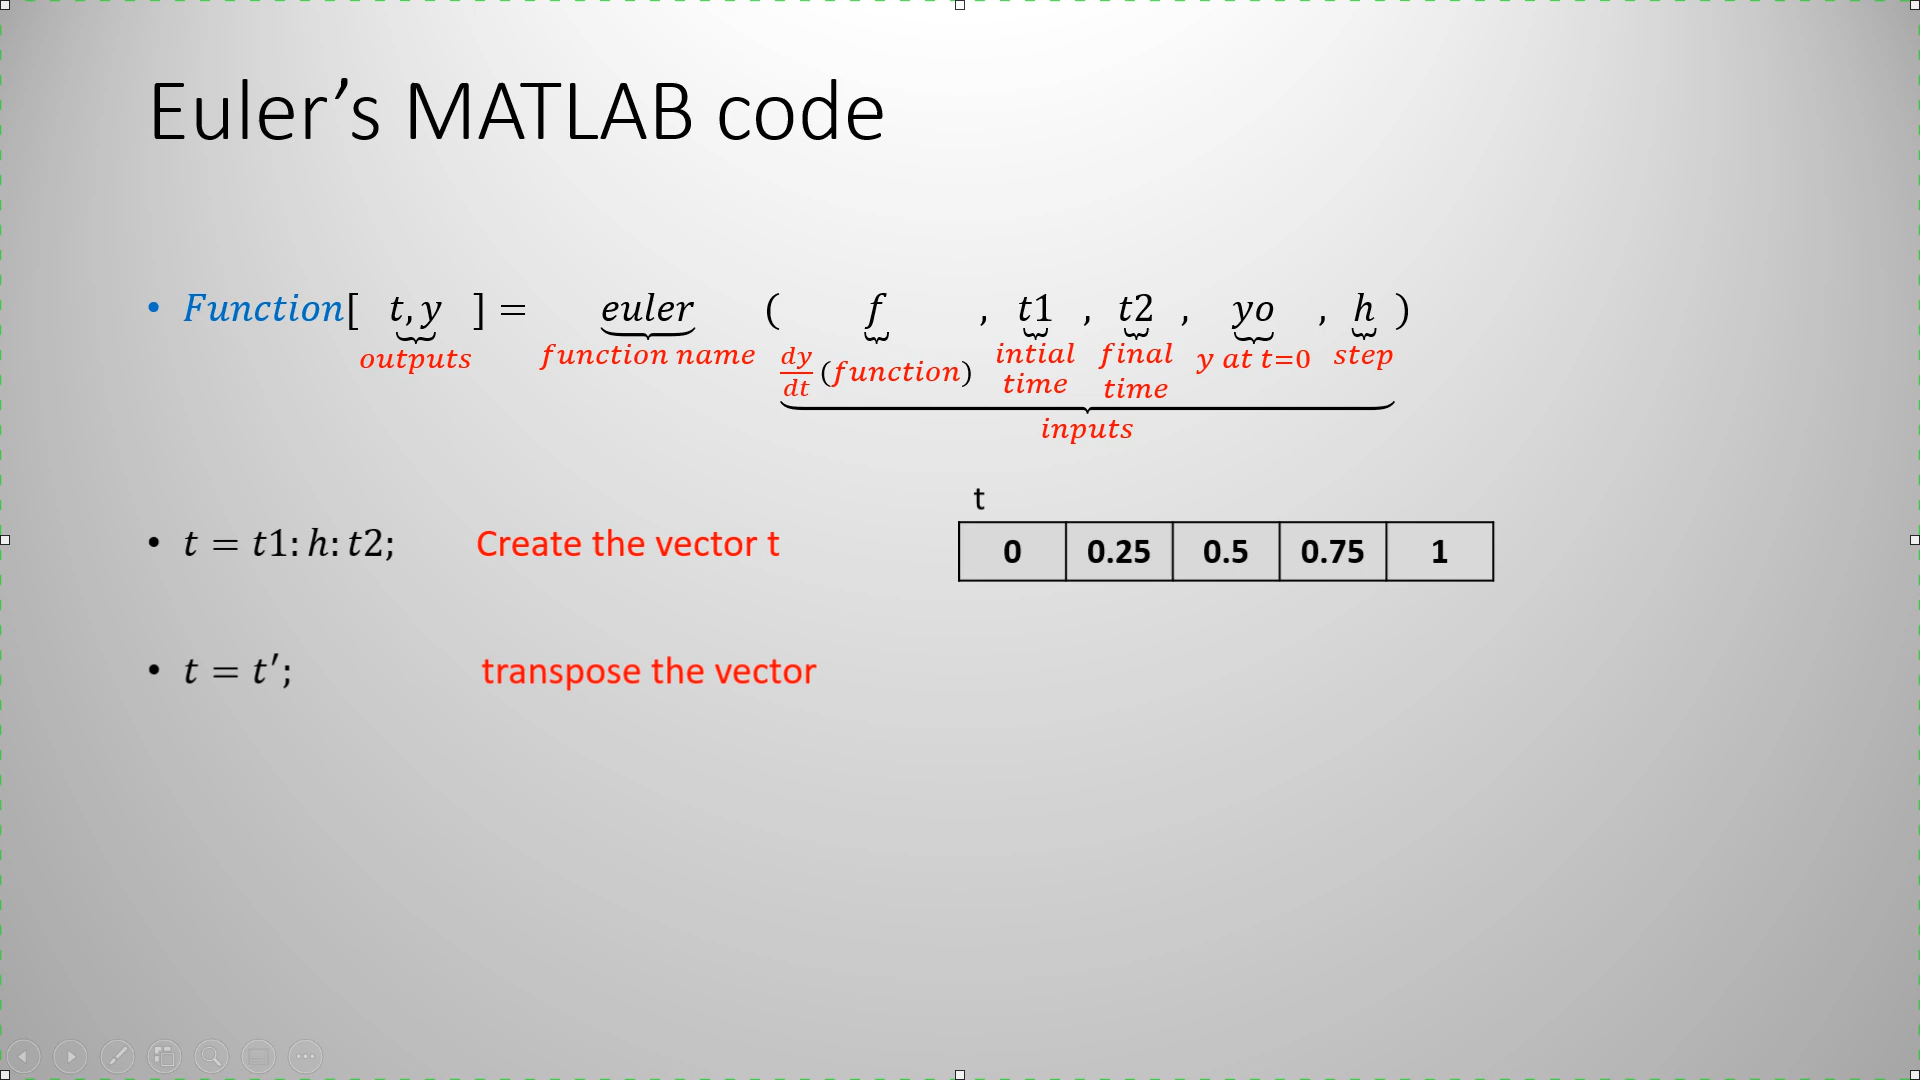 Euler’s MATLAB code
• Function[ t,y ] = euler ( f , t1 , t2 , yo , h )
outputs function name dy/dt (function) intial time final time y at t=0 step
inputs
t
• t = t1:h:t2; Create the vector t
0 0.25 0.5 0.75 1
• t = t′; transpose the vector